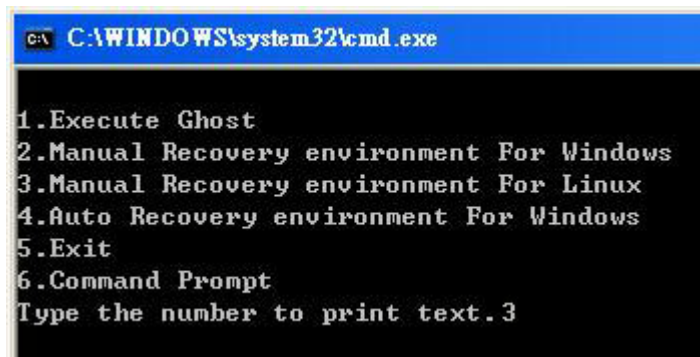 C:\WINDOWS\system32\cmd.exe
1.Execute Ghost
2.Manual Recovery environment For Windows
3.Manual Recovery environment For Linux
4.Auto Recovery environment For Windows
5.Exit
6.Command Prompt
Type the number to print text.3